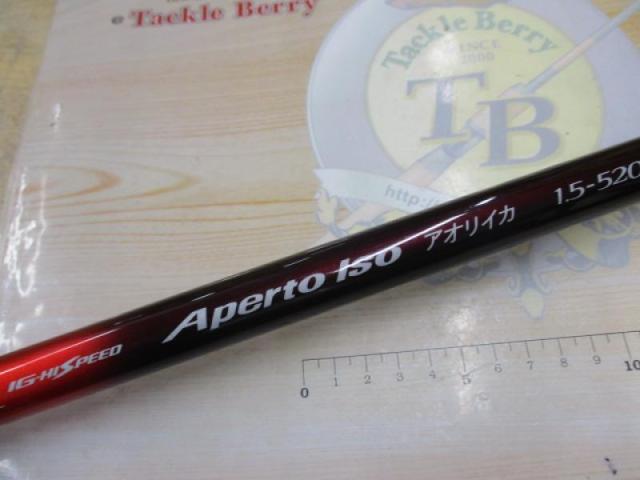 Tackle Berry
Tackle Berry
SINCE
2000
TB
http://
IG-HISPEED Aperto Iso アオリイカ 1.5-520
0 1 2 3 4 5 6 7 8 9 10